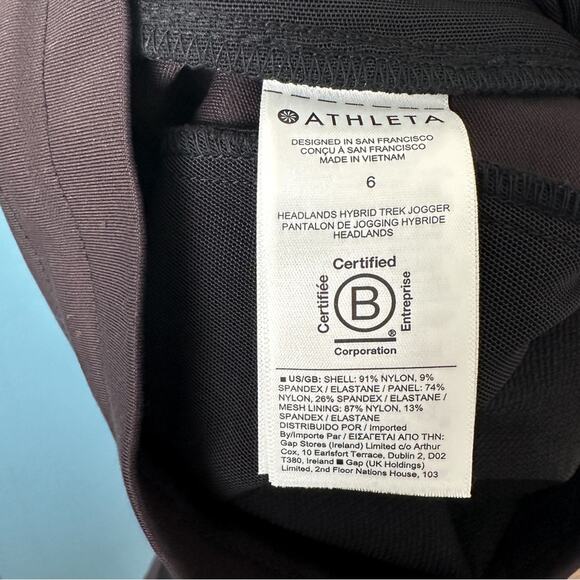 ATHLETA
DESIGNED IN SAN FRANCISCO
CONÇU À SAN FRANCISCO
MADE IN VIETNAM
6
HEADLANDS HYBRID TREK JOGGER
PANTALON DE JOGGING HYBRIDE
HEADLANDS
Certified
Certifiée
B
Entreprise
®
Corporation
■ US/GB: SHELL: 91% NYLON, 9%
SPANDEX / ELASTANE / PANEL: 74%
NYLON, 26% SPANDEX / ELASTANE /
MESH LINING: 87% NYLON, 13%
SPANDEX / ELASTANE
DISTRIBUIDO POR / Imported
By/Importe Par / ΕΙΣΑΓΕΤΑΙ ΑΠΟ ΤΗΝ:
Gap Stores (Ireland) Limited c/o Arthur
Cox, 10 Earlsfort Terrace, Dublin 2, D02
T380, Ireland ■ Gap (UK Holdings)
Limited, 2nd Floor Nations House, 103